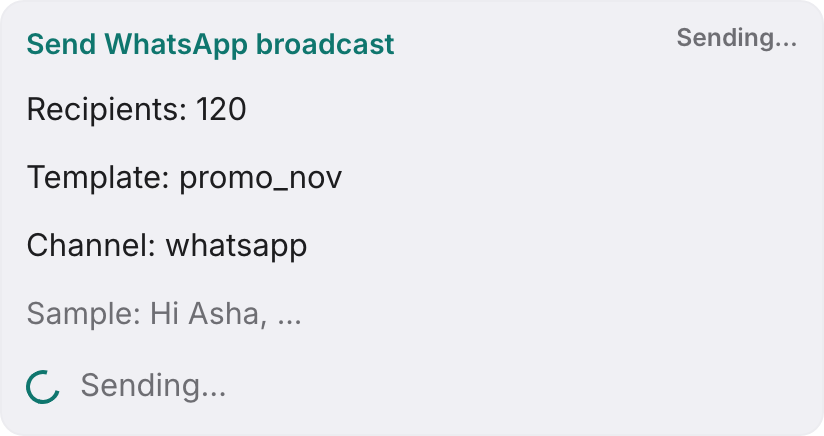 Send WhatsApp broadcast
Sending...
Recipients: 120
Template: promo_nov
Channel: whatsapp
Sample: Hi Asha, ...
Sending...